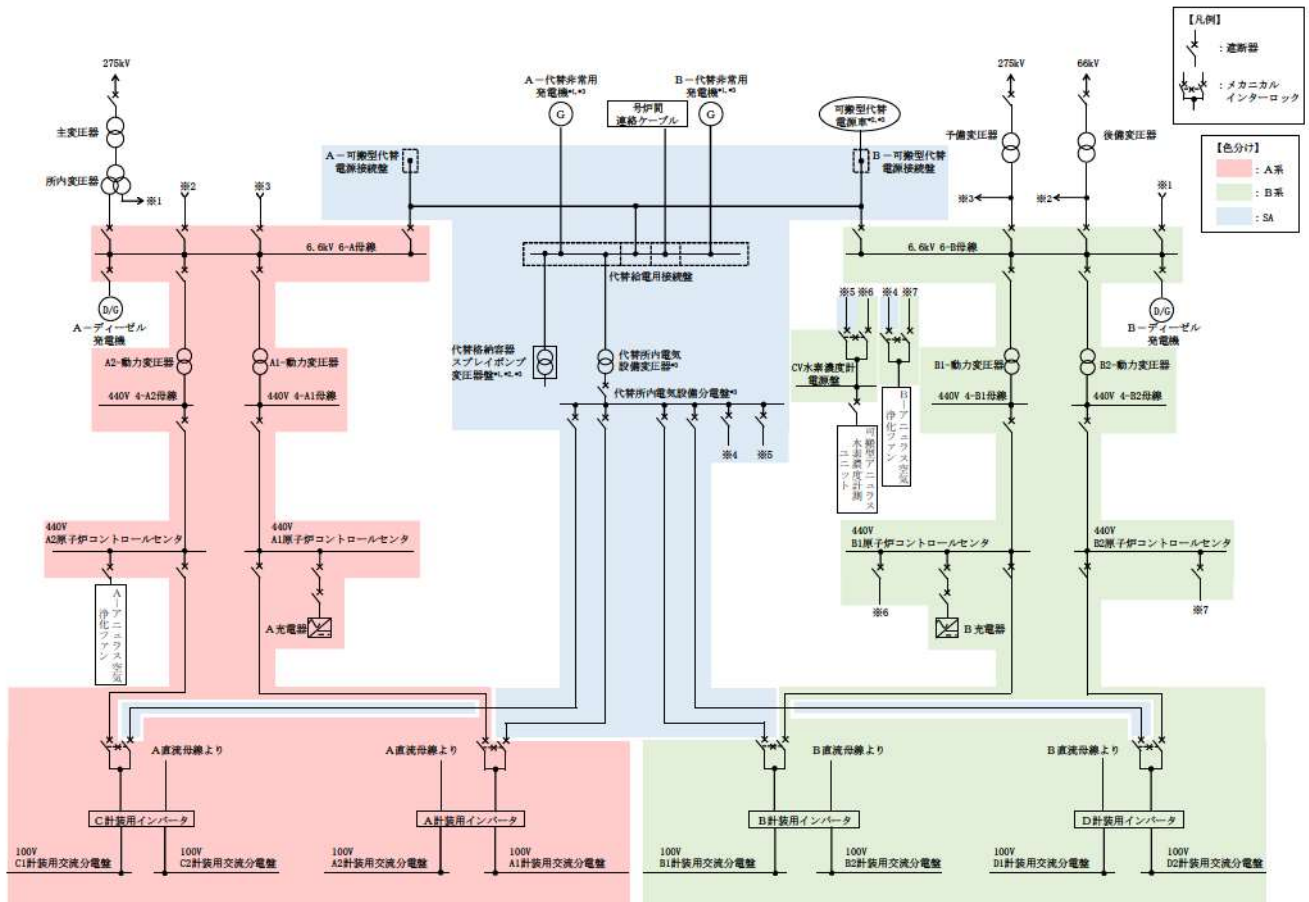 【凡例】
:遮断器
:メカニカル
インターロック
【色分け】
:A系
:B系
:SA
275kV
主変圧器
所内変圧器
※1
※2
※3
A-代替非常用
発電機*1,*3
号炉間
連絡ケーブル
B-代替非常用
発電機*1,*3
G
G
可搬型代替
電源車*2,*3
A-可搬型代替
電源接続盤
B-可搬型代替
電源接続盤
275kV
66kV
予備変圧器
後備変圧器
※3
※2
※1
6.6kV 6-A母線
代替給電用接続盤
6.6kV 6-B母線
D/G
A-ディーゼル
発電機
D/G
B-ディーゼル
発電機
※5
※6
※4
※7
A2-動力変圧器
A1-動力変圧器
代替格納容器
スプレイポンプ
変圧器盤*1,*2,*3
代替所内電気
設備変圧器*3
CV水素濃度計
電源盤
B1-動力変圧器
B2-動力変圧器
440V 4-A2母線
440V 4-A1母線
代替所内電気設備分電盤*3
※4
※5
可搬型アニュラス
水素濃度計測
ユニット
B-アニュラス空気
浄化ファン
440V 4-B1母線
440V 4-B2母線
440V
A2原子炉コントロールセンタ
440V
A1原子炉コントロールセンタ
440V
B1原子炉コントロールセンタ
440V
B2原子炉コントロールセンタ
A-アニュラス空気
浄化ファン
A充電器
※6
B充電器
※7
A直流母線より
A直流母線より
B直流母線より
B直流母線より
C計装用インバータ
A計装用インバータ
B計装用インバータ
D計装用インバータ
100V
C1計装用交流分電盤
100V
C2計装用交流分電盤
100V
A2計装用交流分電盤
100V
A1計装用交流分電盤
100V
B1計装用交流分電盤
100V
B2計装用交流分電盤
100V
D1計装用交流分電盤
100V
D2計装用交流分電盤